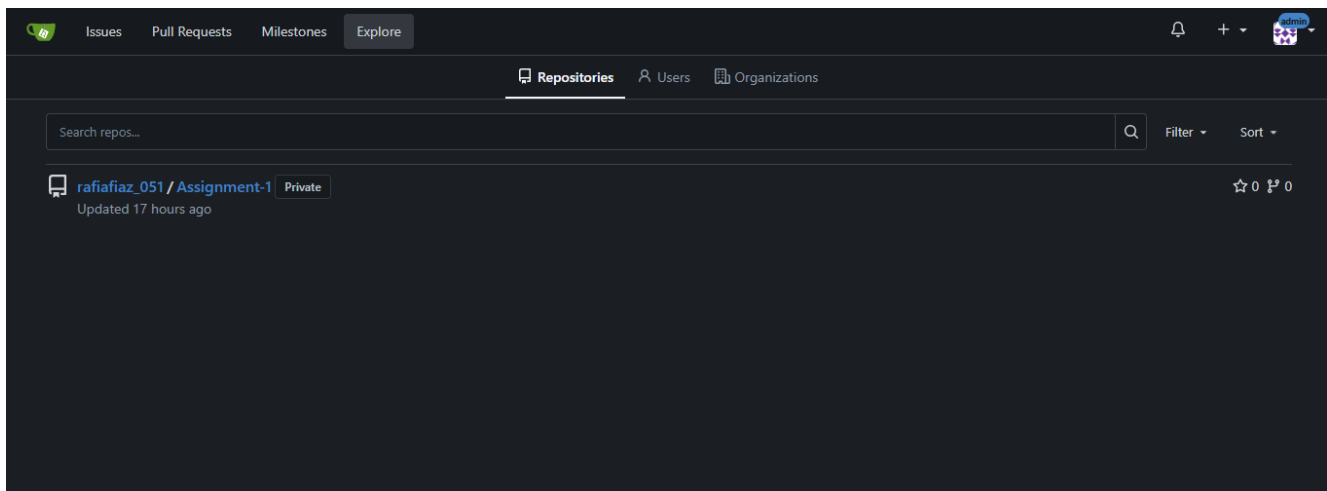 Issues Pull Requests Milestones Explore admin
Repositories Users Organizations
Search repos... Filter Sort
rafiafiaz_051 / Assignment-1 Private 0 0
Updated 17 hours ago